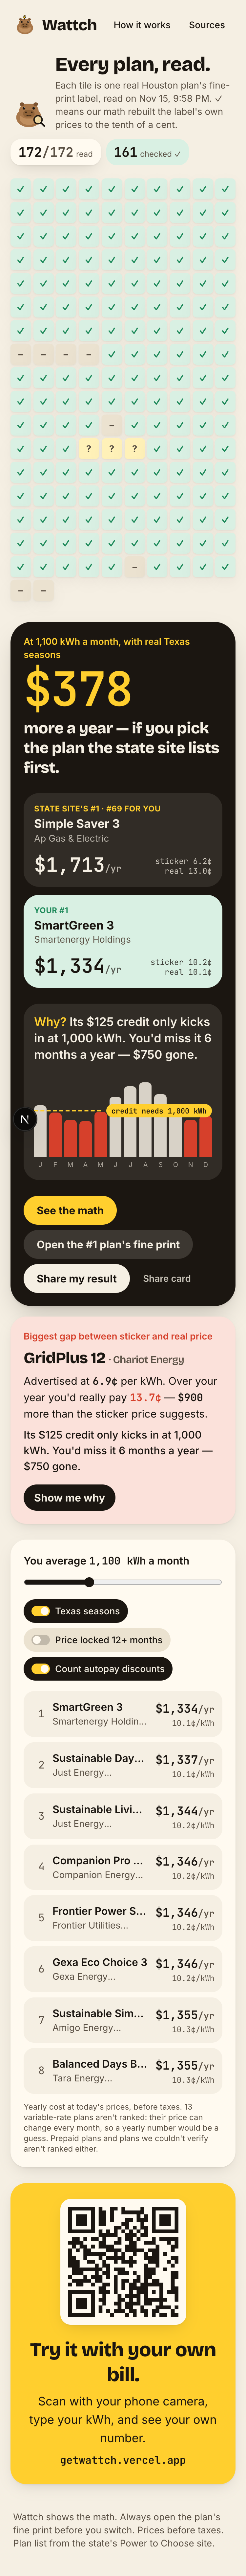 Wattch How it works Sources
Every plan, read.
Each tile is one real Houston plan's fine-
print label, read on Nov 15, 9:58 PM. ✓
means our math rebuilt the label's own
prices to the tenth of a cent.
172/172 read 161 checked ✓
✓ ✓ ✓ ✓ ✓ ✓ ✓ ✓ ✓ ✓
✓ ✓ ✓ ✓ ✓ ✓ ✓ ✓ ✓ ✓
✓ ✓ ✓ ✓ ✓ ✓ ✓ ✓ ✓ ✓
✓ ✓ ✓ ✓ ✓ ✓ ✓ ✓ ✓ ✓
✓ ✓ ✓ ✓ ✓ ✓ ✓ ✓ ✓ ✓
✓ ✓ ✓ ✓ ✓ ✓ ✓ ✓ ✓ ✓
✓ ✓ ✓ ✓ ✓ ✓ ✓ ✓ ✓ ✓
– – – – ✓ ✓ ✓ ✓ ✓ ✓
✓ ✓ ✓ ✓ ✓ ✓ ✓ ✓ ✓ ✓
✓ ✓ ✓ ✓ ✓ ✓ ✓ ✓ ✓ ✓
✓ ✓ ✓ ✓ – ✓ ✓ ✓ ✓ ✓
✓ ✓ ✓ ? ? ? ✓ ✓ ✓ ✓
✓ ✓ ✓ ✓ ✓ ✓ ✓ ✓ ✓ ✓
✓ ✓ ✓ ✓ ✓ ✓ ✓ ✓ ✓ ✓
✓ ✓ ✓ ✓ ✓ ✓ ✓ ✓ ✓ ✓
✓ ✓ ✓ ✓ ✓ ✓ ✓ ✓ ✓ ✓
✓ ✓ ✓ ✓ ✓ – ✓ ✓ ✓ ✓
– –
At 1,100 kWh a month, with real Texas
seasons
$378
more a year — if you pick
the plan the state site lists
first.
STATE SITE'S #1 · #69 FOR YOU
Simple Saver 3
Ap Gas & Electric
$1,713/yr
sticker 6.2¢
real 13.0¢
YOUR #1
SmartGreen 3
Smartenergy Holdings
$1,334/yr
sticker 10.2¢
real 10.1¢
Why? Its $125 credit only kicks
in at 1,000 kWh. You'd miss it 6
months a year — $750 gone.
credit needs 1,000 kWh
N
J F M A M J J A S O N D
See the math
Open the #1 plan's fine print
Share my result Share card
Biggest gap between sticker and real price
GridPlus 12 · Chariot Energy
Advertised at 6.9¢ per kWh. Over your
year you'd really pay 13.7¢ — $900
more than the sticker price suggests.
Its $125 credit only kicks in at 1,000
kWh. You'd miss it 6 months a year —
$750 gone.
Show me why
You average 1,100 kWh a month
Texas seasons
Price locked 12+ months
Count autopay discounts
1 SmartGreen 3 $1,334/yr
Smartenergy Holdin... 10.1¢/kWh
2 Sustainable Day... $1,337/yr
Just Energy... 10.1¢/kWh
3 Sustainable Livi... $1,344/yr
Just Energy... 10.2¢/kWh
4 Companion Pro ... $1,346/yr
Companion Energy... 10.2¢/kWh
5 Frontier Power S... $1,346/yr
Frontier Utilities... 10.2¢/kWh
6 Gexa Eco Choice 3 $1,346/yr
Gexa Energy... 10.2¢/kWh
7 Sustainable Sim... $1,355/yr
Amigo Energy... 10.3¢/kWh
8 Balanced Days B... $1,355/yr
Tara Energy... 10.3¢/kWh
Yearly cost at today's prices, before taxes. 13
variable-rate plans aren't ranked: their price can
change every month, so a yearly number would be a
guess. Prepaid plans and plans we couldn't verify
aren't ranked either.
Try it with your own
bill.
Scan with your phone camera,
type your kWh, and see your own
number.
getwattch.vercel.app
Wattch shows the math. Always open the plan's
fine print before you switch. Prices before taxes.
Plan list from the state's Power to Choose site.